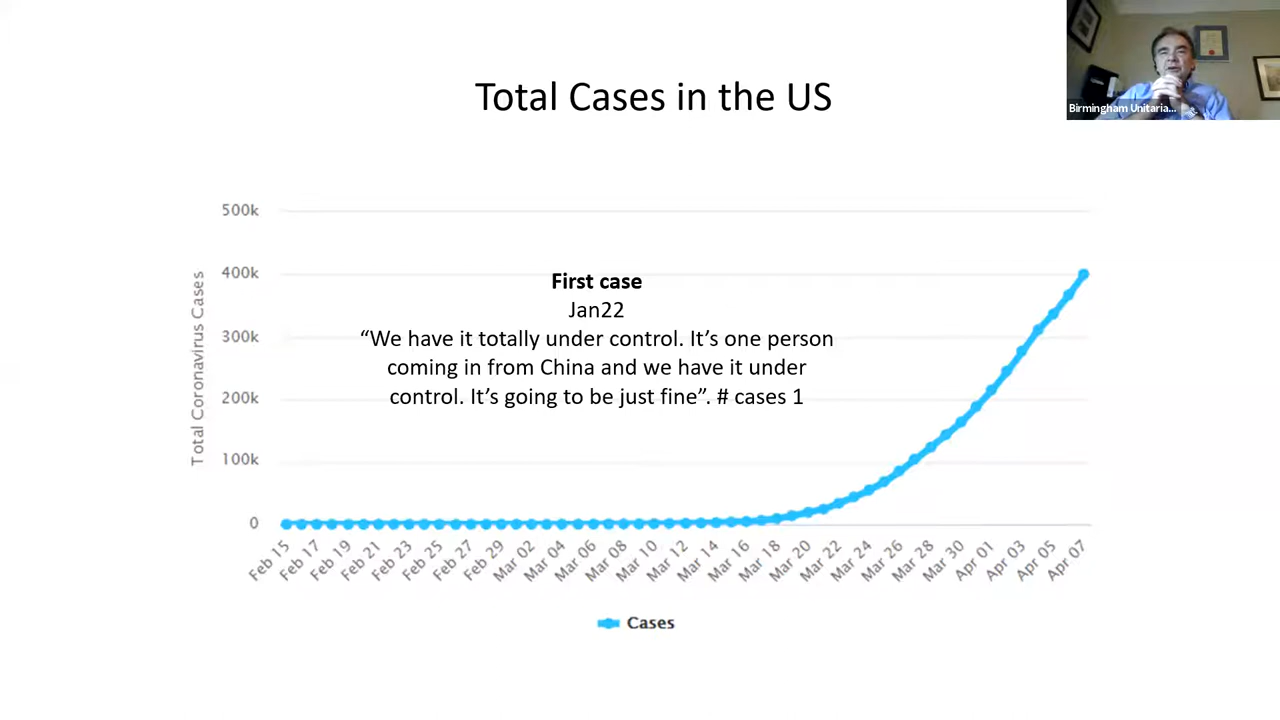 Total Cases in the US
Birmingham Unitaria...
500k
400k
300k
200k
100k
0
Total Coronavirus Cases
First case
Jan22
“We have it totally under control. It’s one person
coming in from China and we have it under
control. It’s going to be just fine”. # cases 1
Feb 15
Feb 17
Feb 19
Feb 21
Feb 23
Feb 25
Feb 27
Feb 29
Mar 02
Mar 04
Mar 06
Mar 08
Mar 10
Mar 12
Mar 14
Mar 16
Mar 18
Mar 20
Mar 22
Mar 24
Mar 26
Mar 28
Mar 30
Apr 01
Apr 03
Apr 05
Apr 07
Cases